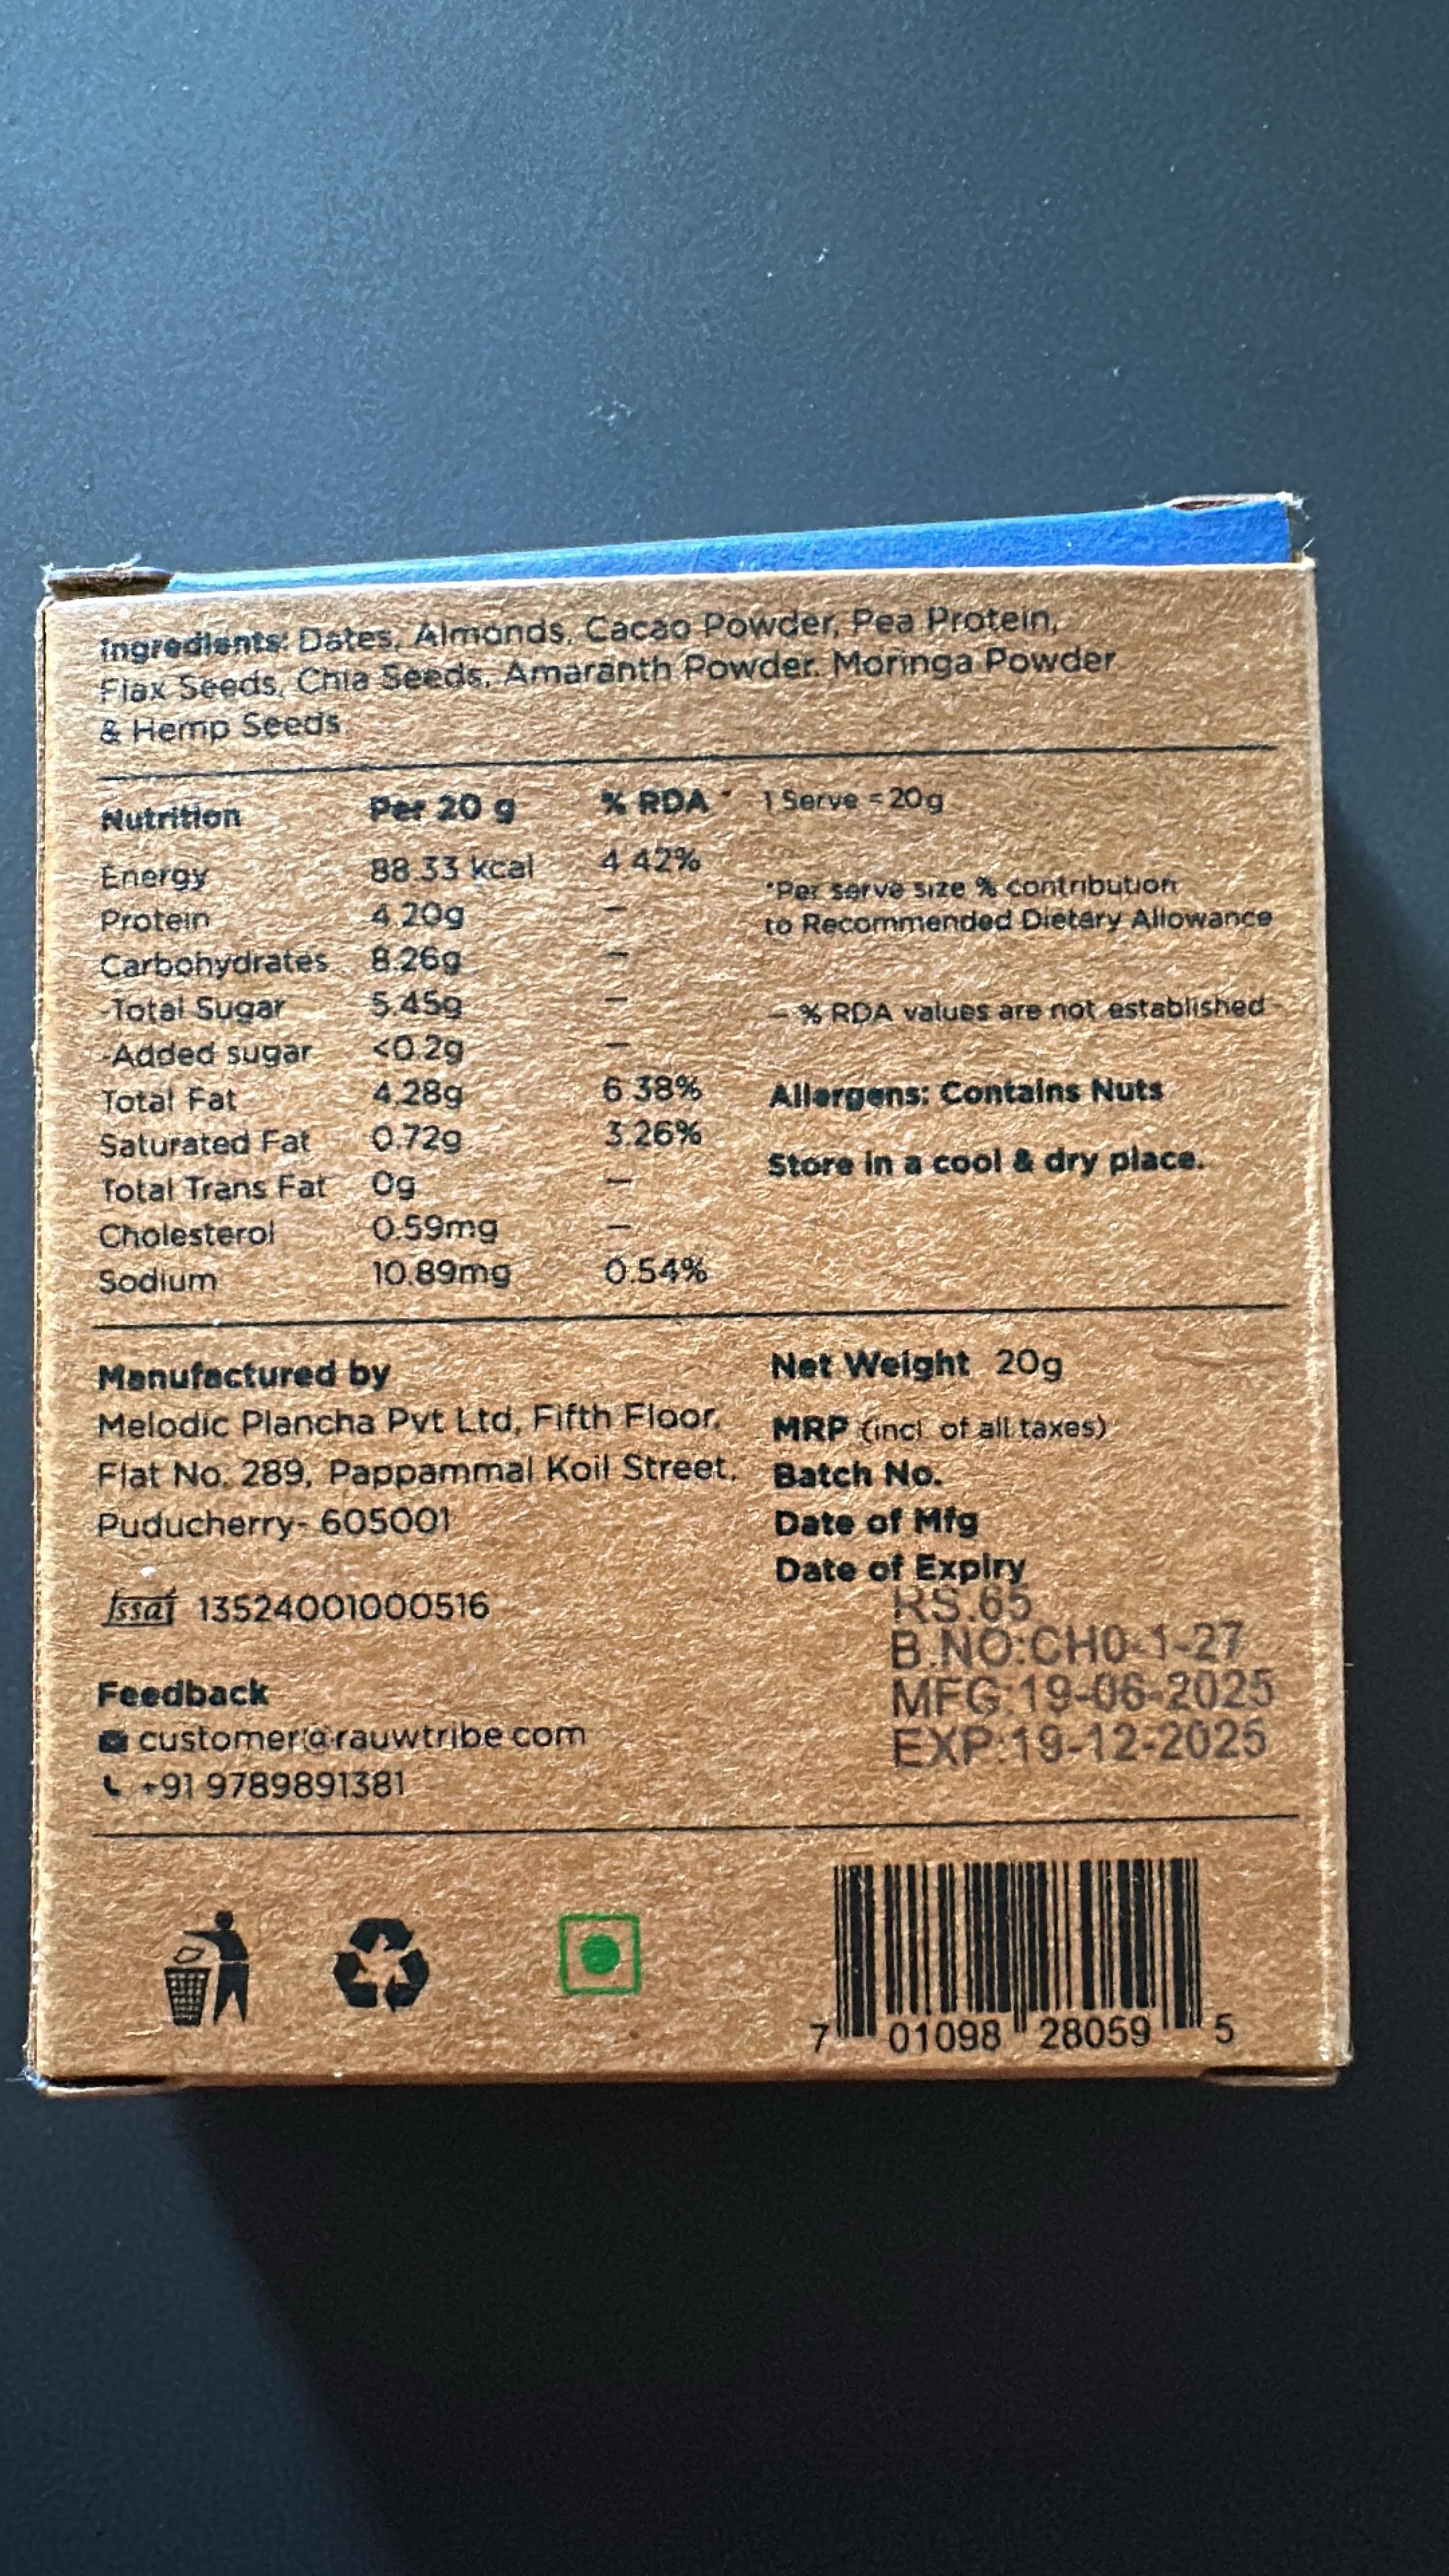 Ingredients: Dates, Almonds, Cacao Powder, Pea Protein,
Flax Seeds, Chia Seeds, Amaranth Powder, Moringa Powder
& Hemp Seeds
Nutrition Per 20 g % RDA * 1 Serve = 20g
Energy 88.33 kcal 4.42%
Protein 4.20g –
Carbohydrates 8.26g –
-Total Sugar 5.45g –
-Added sugar <0.2g –
Total Fat 4.28g 6.38%
Saturated Fat 0.72g 3.26%
Total Trans Fat 0g –
Cholesterol 0.59mg –
Sodium 10.89mg 0.54%
*Per serve size % contribution
to Recommended Dietary Allowance
– % RDA values are not established -
Allergens: Contains Nuts
Store in a cool & dry place.
Manufactured by
Melodic Plancha Pvt Ltd, Fifth Floor,
Flat No. 289, Pappammal Koil Street,
Puducherry- 605001
fssai 13524001000516
Feedback
customer@rauwtribe.com
+91 9789891381
Net Weight 20g
MRP (incl. of all taxes)
Batch No.
Date of Mfg
Date of Expiry
RS.65
B.NO:CH0-1-27
MFG:19-06-2025
EXP:19-12-2025
7 01098 28059 5